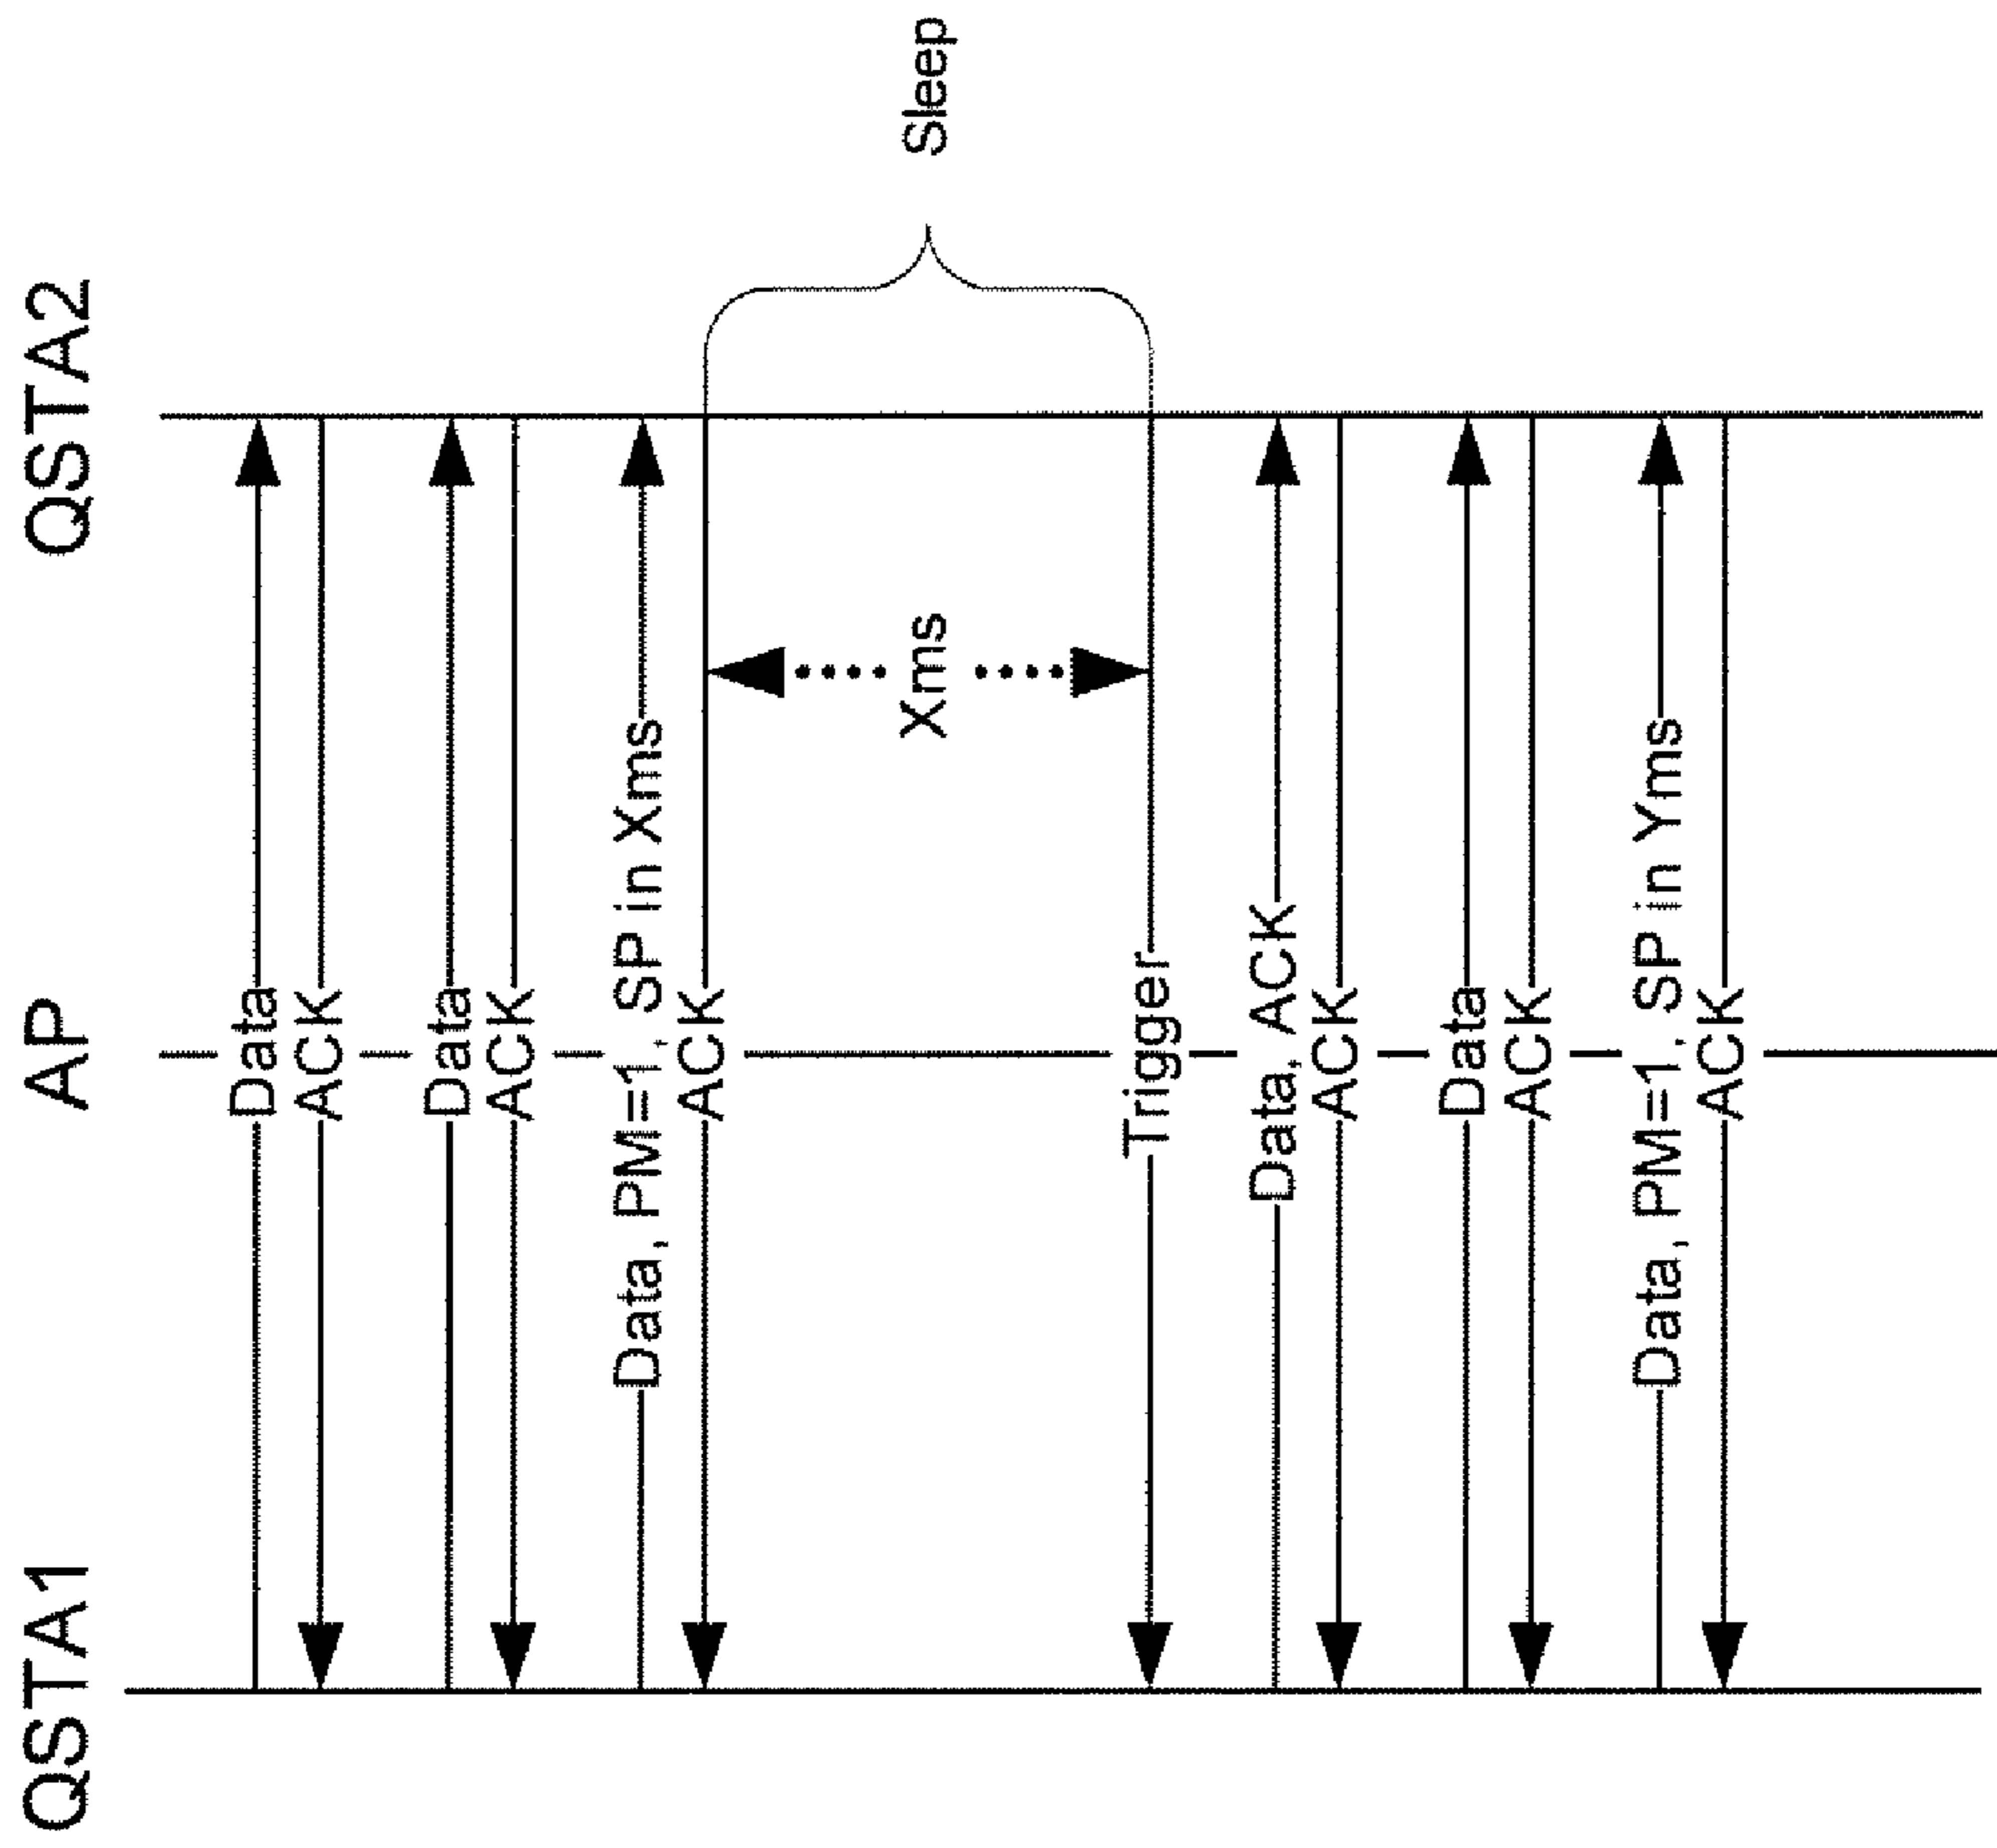 QSTA1
AP
QSTA2
Data
ACK
Data
ACK
Data, PM=1, SP in Xms
ACK
Xms
Sleep
Trigger
Data, ACK
ACK
Data
ACK
Data, PM=1, SP in Yms
ACK